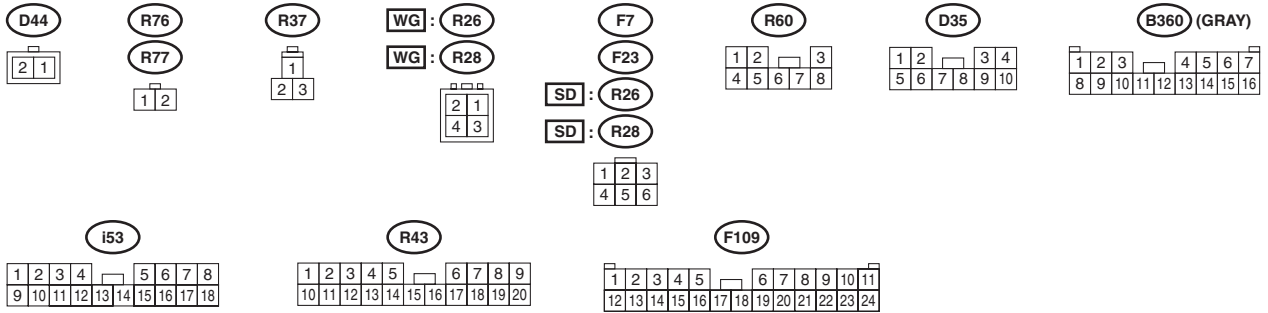 D44 R76 R37 WG : R26 F7 R60 D35 B360 (GRAY)
R77 WG : R28 F23
SD : R26
SD : R28
2 1
1 2
1
2 3
2 1
4 3
1 2 3
4 5 6
1 2 3
4 5 6 7 8
1 2 3 4
5 6 7 8 9 10
1 2 3 4 5 6 7
8 9 10 11 12 13 14 15 16
i53 R43 F109
1 2 3 4 5 6 7 8
9 10 11 12 13 14 15 16 17 18
1 2 3 4 5 6 7 8 9
10 11 12 13 14 15 16 17 18 19 20
1 2 3 4 5 6 7 8 9 10 11
12 13 14 15 16 17 18 19 20 21 22 23 24